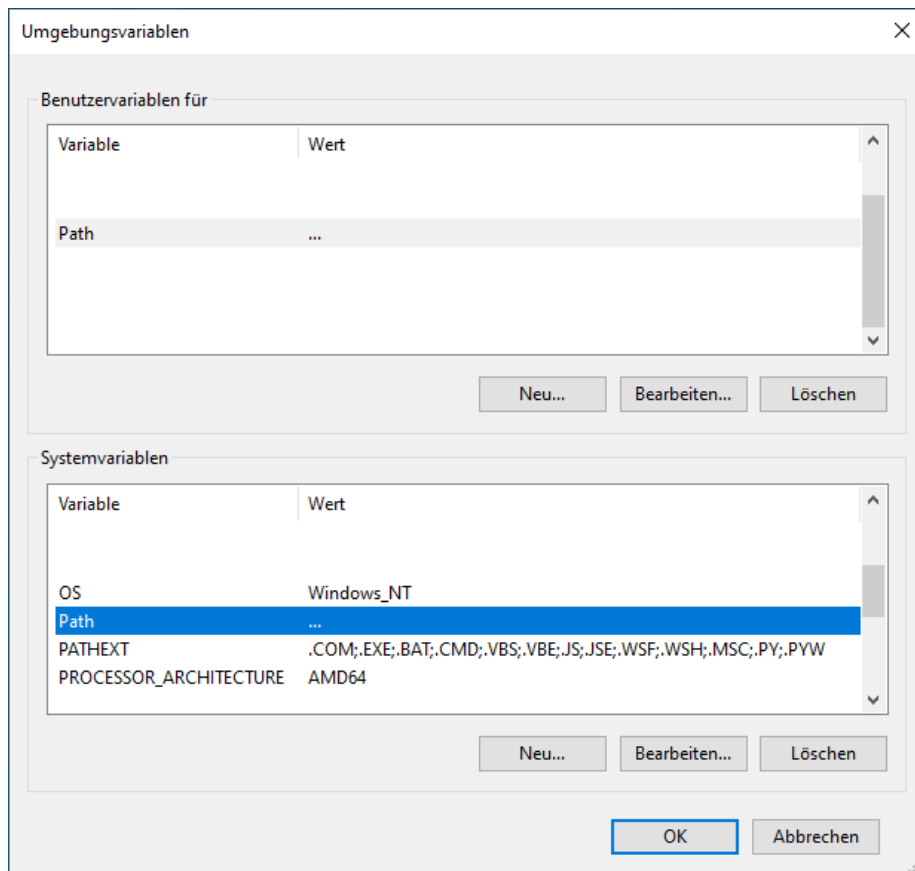 Umgebungsvariablen
Benutzervariablen für
Variable Wert
Path ...
Neu... Bearbeiten... Löschen
Systemvariablen
Variable Wert
OS Windows_NT
Path ...
PATHEXT .COM;.EXE;.BAT;.CMD;.VBS;.VBE;.JS;.JSE;.WSF;.WSH;.MSC;.PY;.PYW
PROCESSOR_ARCHITECTURE AMD64
Neu... Bearbeiten... Löschen
OK Abbrechen